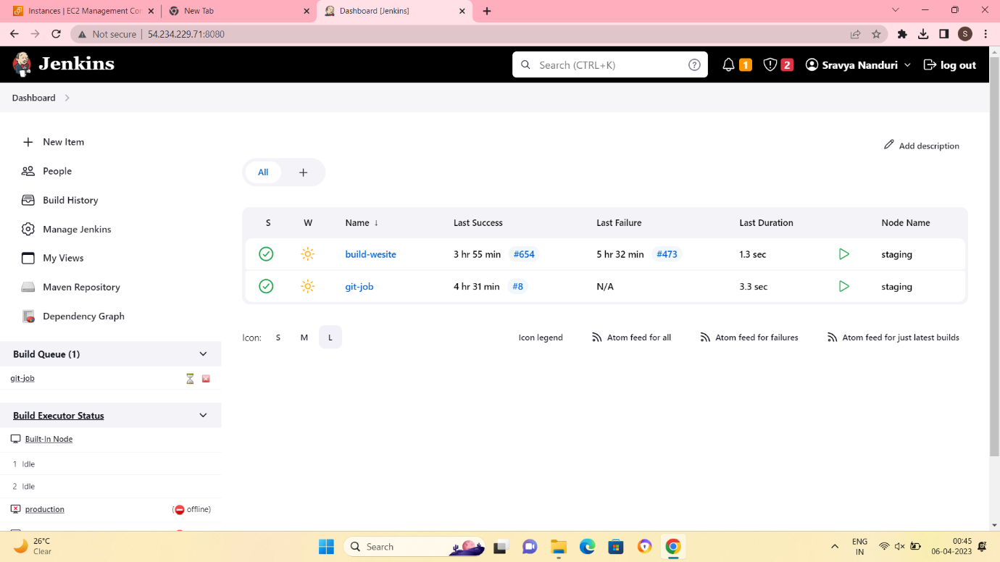 Instances | EC2 Management Con
New Tab
Dashboard [Jenkins]
Not secure
54.234.229.71:8080
S
Jenkins
Search (CTRL+K)
1
2
Sravya Nanduri
log out
Dashboard
New Item
Add description
People
All
Build History
Manage Jenkins
My Views
Maven Repository
Dependency Graph
S W Name ↓ Last Success Last Failure Last Duration Node Name
build-wesite 3 hr 55 min #654 5 hr 32 min #473 1.3 sec staging
git-job 4 hr 31 min #8 N/A 3.3 sec staging
Icon: S M L Icon legend Atom feed for all Atom feed for failures Atom feed for just latest builds
Build Queue (1)
git-job
Build Executor Status
Built-In Node
1 Idle
2 Idle
production (offline)
26°C
Clear
Search
ENG
IN
00:45
06-04-2023